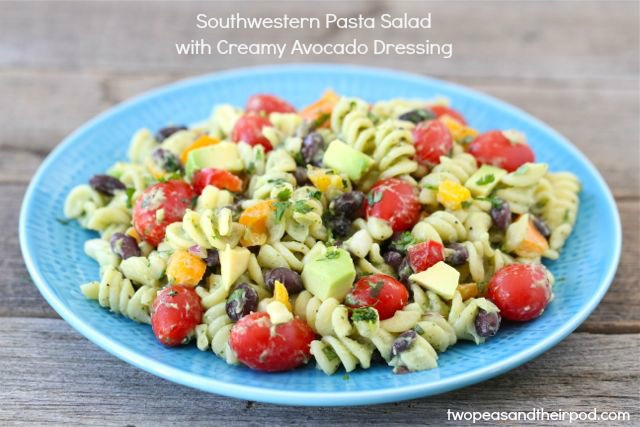 Southwestern Pasta Salad
with Creamy Avocado Dressing
twopeasandtheirpod.com